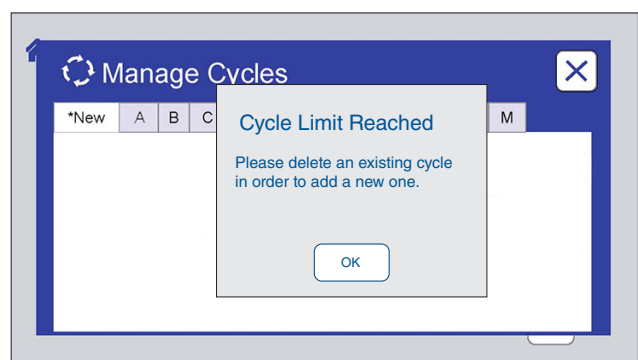 Manage Cycles
*New A B C M
Cycle Limit Reached
Please delete an existing cycle
in order to add a new one.
OK